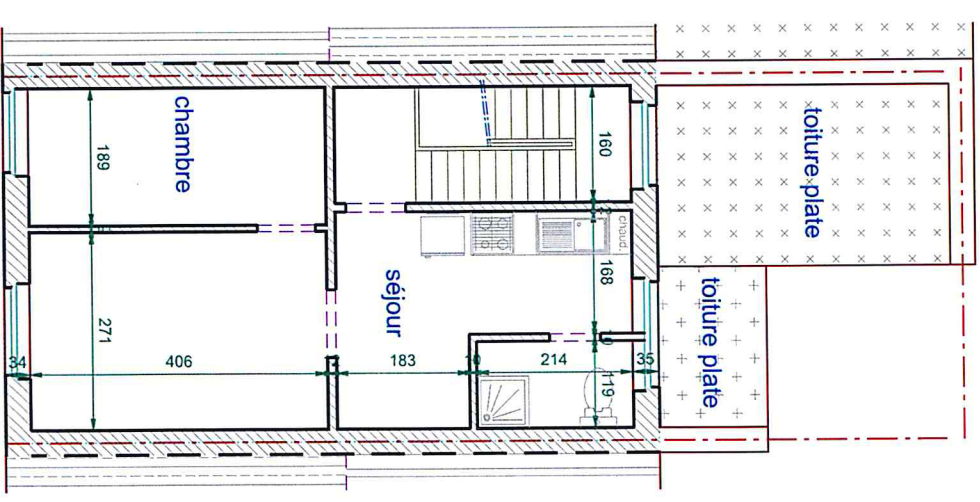 toiture plate
toiture plate
chambre
séjour
chaud.
160
189
168
271
119
34
406
183
10
214
35